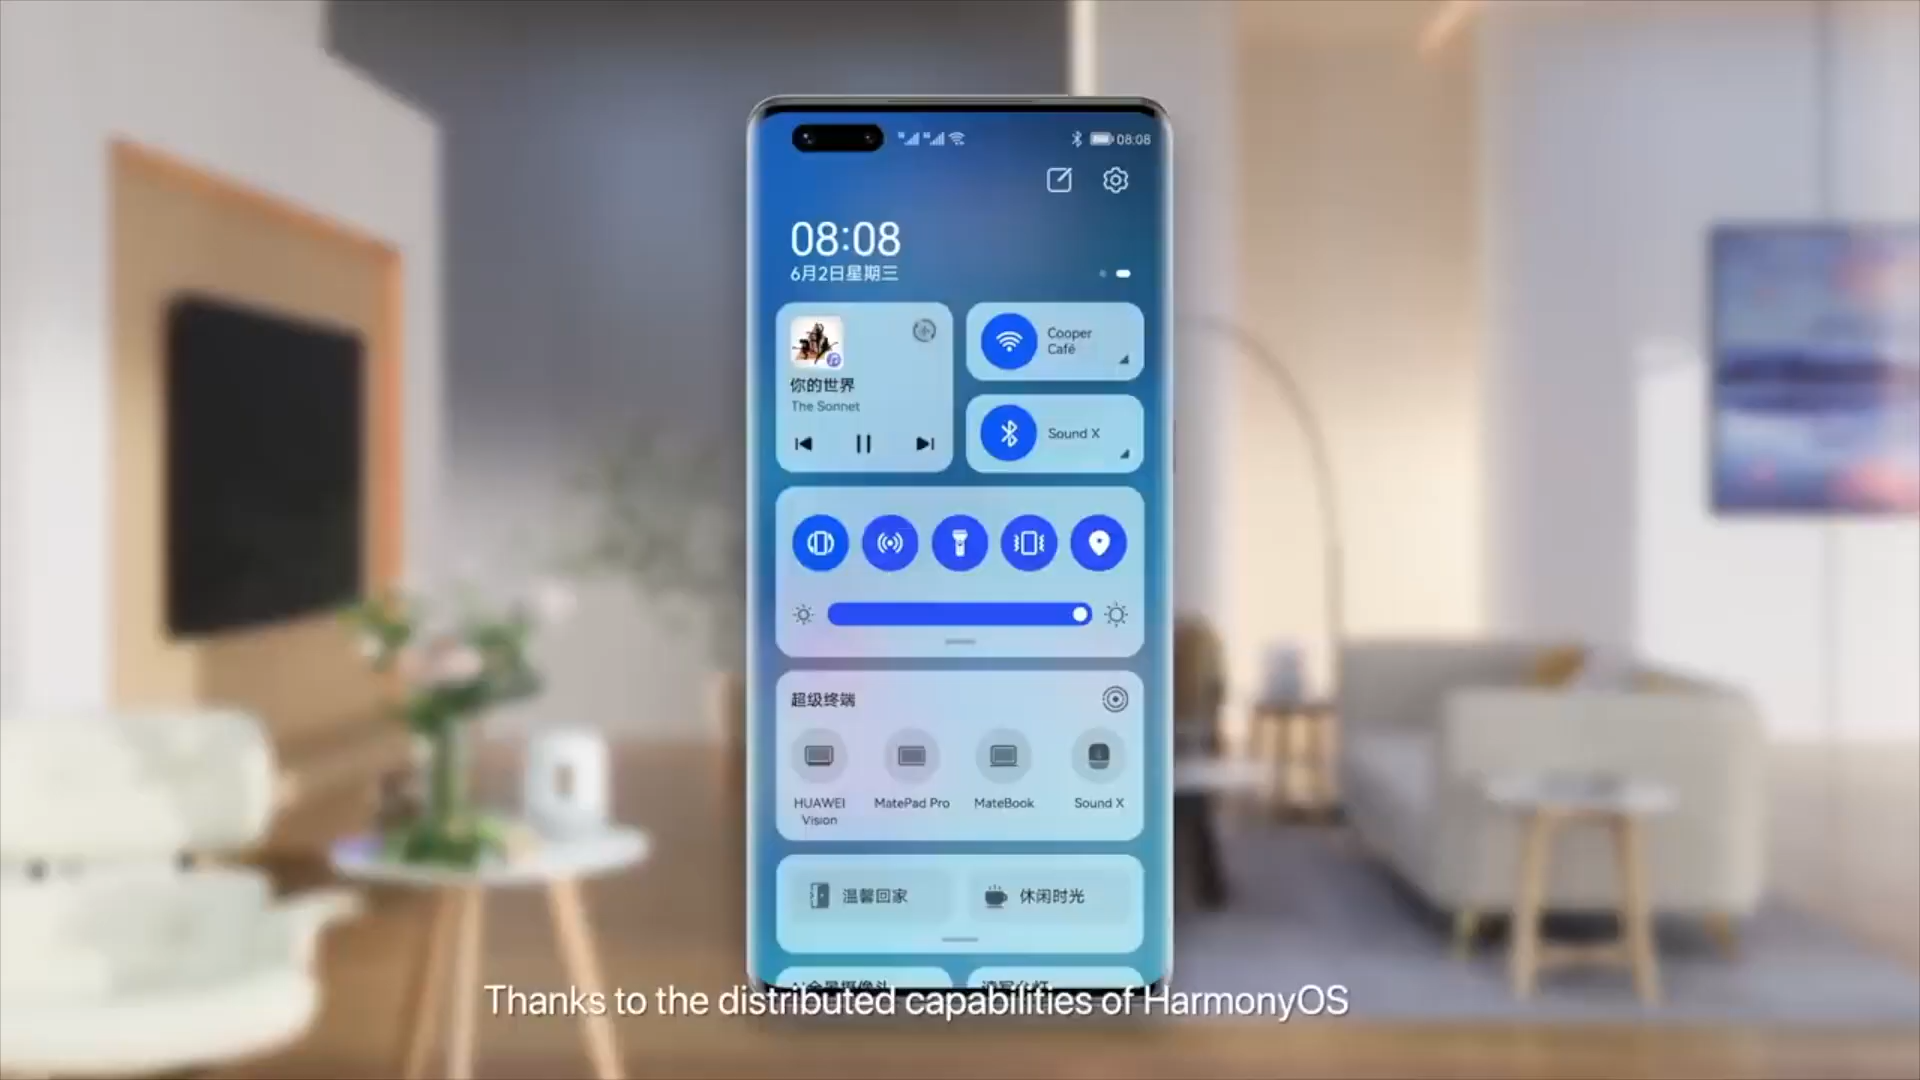 08:08
08:08
6月2日星期三
你的世界
The Sonnet
Cooper
Café
Sound X
超级终端
HUAWEI
Vision
MatePad Pro
MateBook
Sound X
温馨回家
休闲时光
Thanks to the distributed capabilities of HarmonyOS